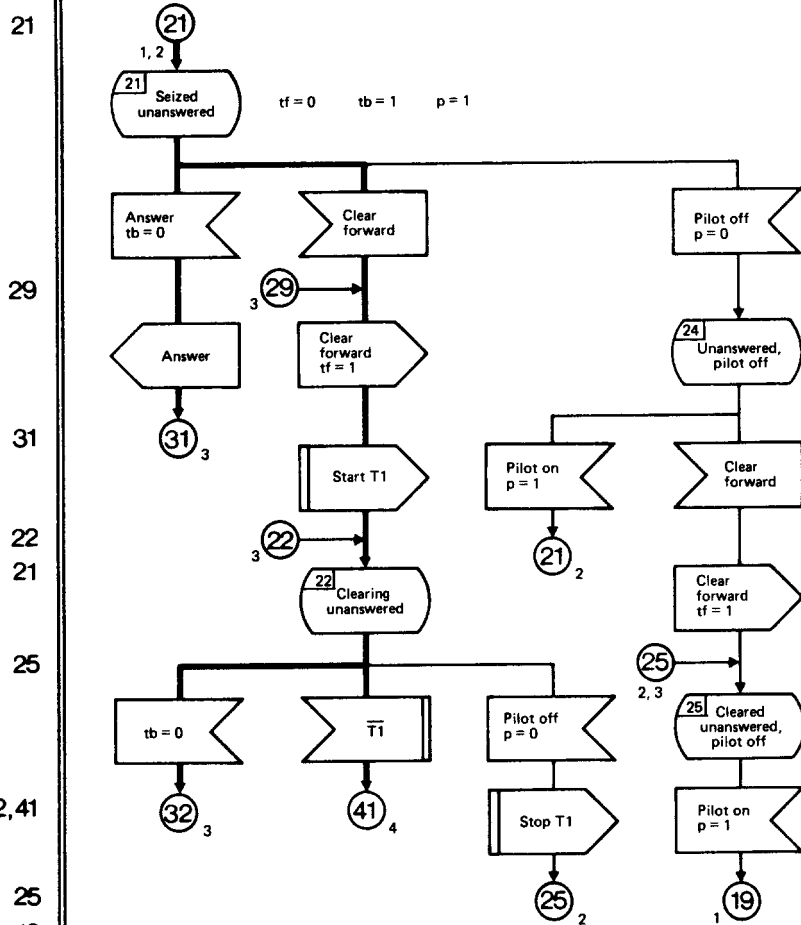 21
21
1, 2
21
Seized
unanswered
tf = 0 tb = 1 p = 1
Answer
tb = 0
Clear
forward
Pilot off
p = 0
29
3
29
Answer
Clear
forward
tf = 1
24
Unanswered,
pilot off
31
31
3
Start T1
Pilot on
p = 1
Clear
forward
22
3
22
21
2
21
22
Clearing
unanswered
Clear
forward
tf = 1
25
25
2, 3
tb = 0
T̅1̅
Pilot off
p = 0
25
Cleared
unanswered,
pilot off
2,41
32
3
41
4
Stop T1
Pilot on
p = 1
25
25
2
1
19